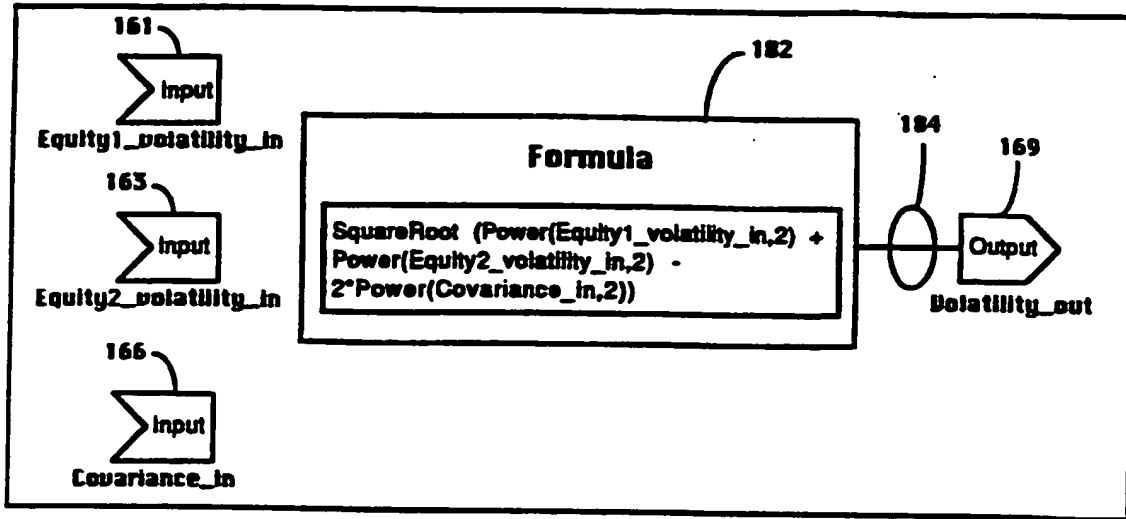 161
Input
Equity1_volatility_in
163
Input
Equity2_volatility_in
166
Input
Covariance_in
182
Formula
SquareRoot (Power(Equity1_volatility_in,2) +
Power(Equity2_volatility_in,2) -
2*Power(Covariance_in,2))
184
169
Output
Volatility_out